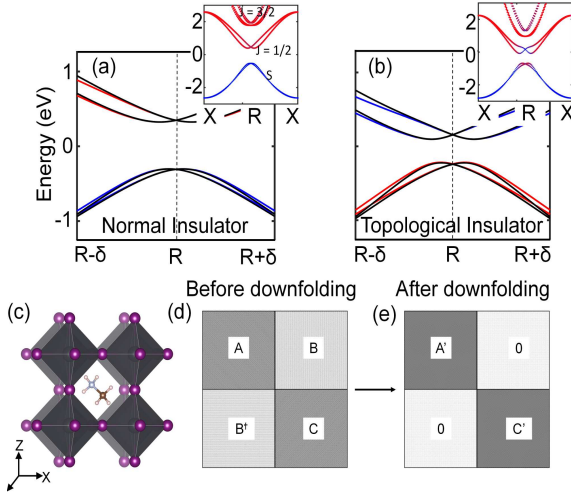 (a)
J = 3/2
J = 1/2
S
2
0
-2
X R X
(b)
2
0
-2
X R X
Energy (eV)
1
0
-1
Normal Insulator
Topological Insulator
R-δ R R+δ
R-δ R R+δ
(c)
Z
X
Before downfolding
After downfolding
(d)
A B
B† C
(e)
A' 0
0 C'